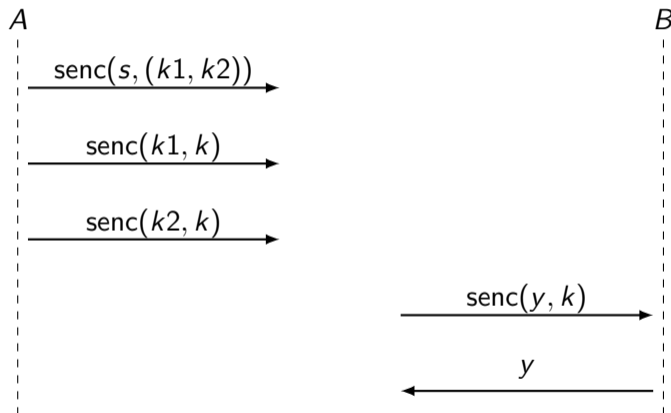 A B
senc(s, (k1, k2))
senc(k1, k)
senc(k2, k)
senc(y, k)
y